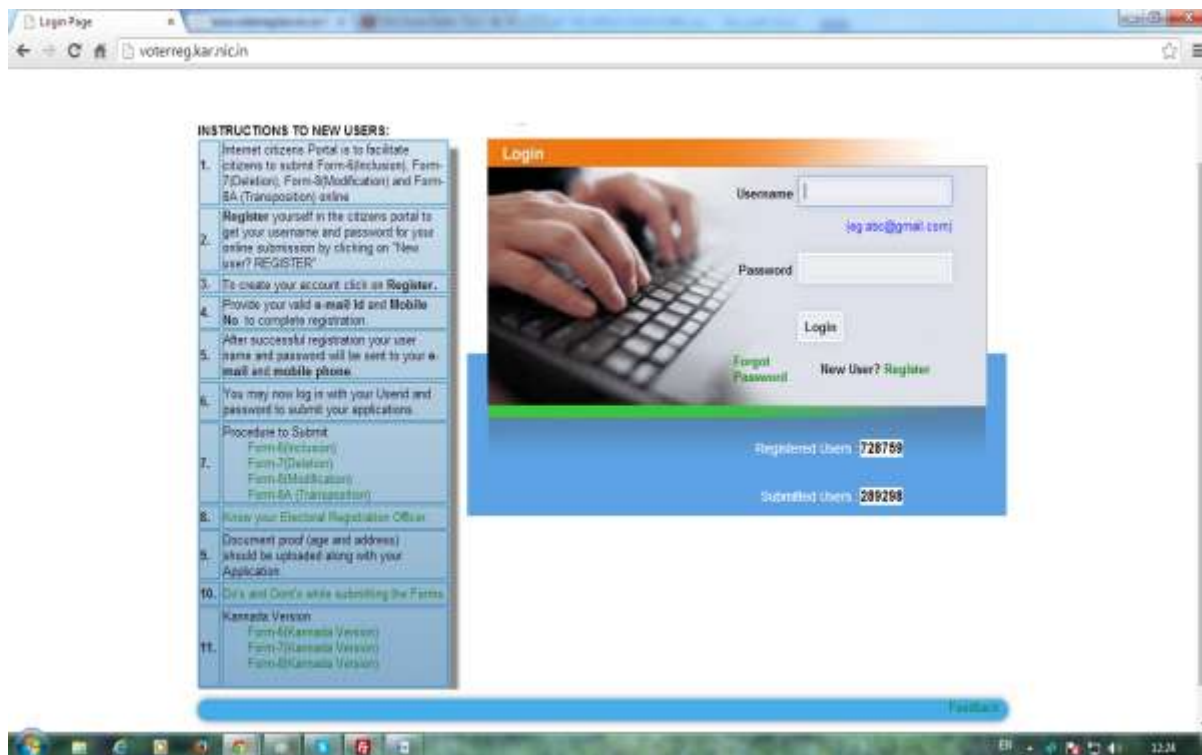 Login Page
voterreg.kar.nic.in
INSTRUCTIONS TO NEW USERS:
1. Internet citizens Portal is to facilitate
citizens to submit Form-6(Inclusion), Form-
7(Deletion), Form-8(Modification) and Form-
8A (Transposition) online
2. Register yourself in the citizens portal to
get your username and password for your
online submission by clicking on "New
user? REGISTER"
3. To create your account click on Register.
4. Provide your valid e-mail Id and Mobile
No. to complete registration.
5. After successful registration your user
name and password will be sent to your e-
mail and mobile phone.
6. You may now log in with your Userid and
password to submit your applications
7. Procedure to Submit
Form-6(Inclusion)
Form-7(Deletion)
Form-8(Modification)
Form-8A (Transposition)
8. Know your Electoral Registration Officer
9. Document proof (age and address)
should be uploaded along with your
Application
10. Do's and Dont's while submitting the Forms
11. Kannada Version
Form-6(Kannada Version)
Form-7(Kannada Version)
Form-8(Kannada Version)
Login
Username
(eg:abc@gmail.com)
Password
Login
Forgot
Password
New User? Register
Registered Users : 728759
Submitted Users : 289298
Feedback
EN
12:24